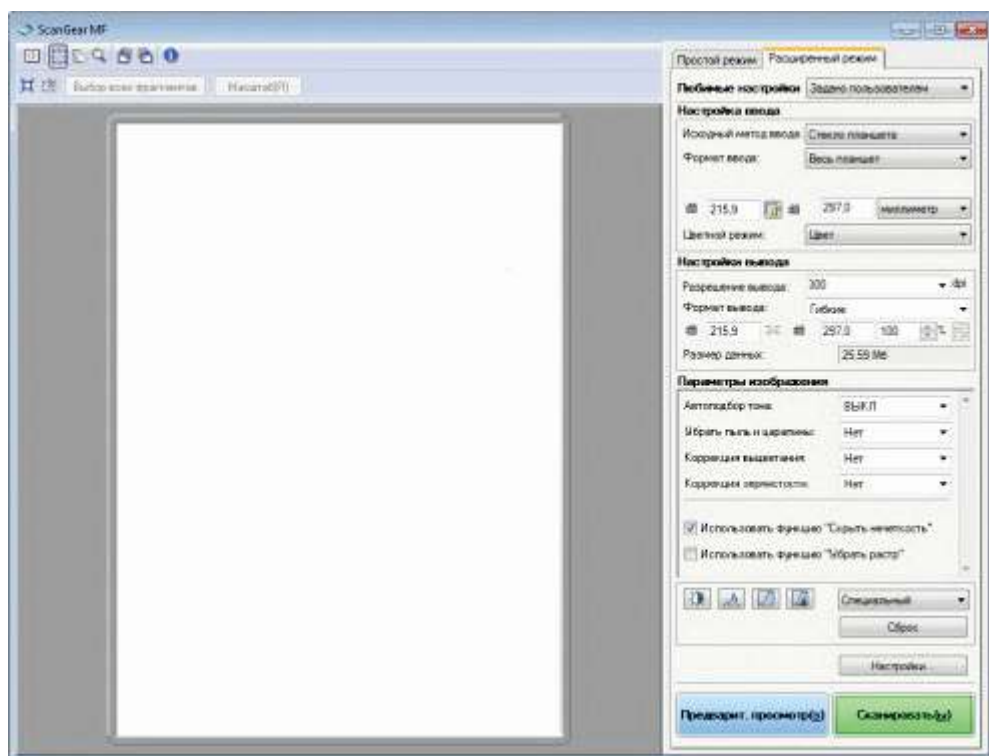 ScanGear MF
Выбор всех фрагментов Масштаб(P)
Простой режим Расширенный режим
Любимые настройки Задано пользователем
Настройка ввода
Исходный метод ввода: Стекло планшета
Формат ввода: Весь планшет
215,9 297,0 миллиметр
Цветной режим: Цвет
Настройки вывода
Разрешение вывода: 300 dpi
Формат вывода: Гибкие
215,9 297,0 100 %
Размер данных: 25,59 Мб
Параметры изображения
Автоподбор тона: ВЫКЛ
Убрать пыль и царапины: Нет
Коррекция выцветания: Нет
Коррекция зернистости: Нет
Использовать функцию "Скрыть нечеткость"
Использовать функцию "Убрать растр"
Специальный
Сброс
Настройки...
Предварит. просмотр(з) Сканировать(ы)